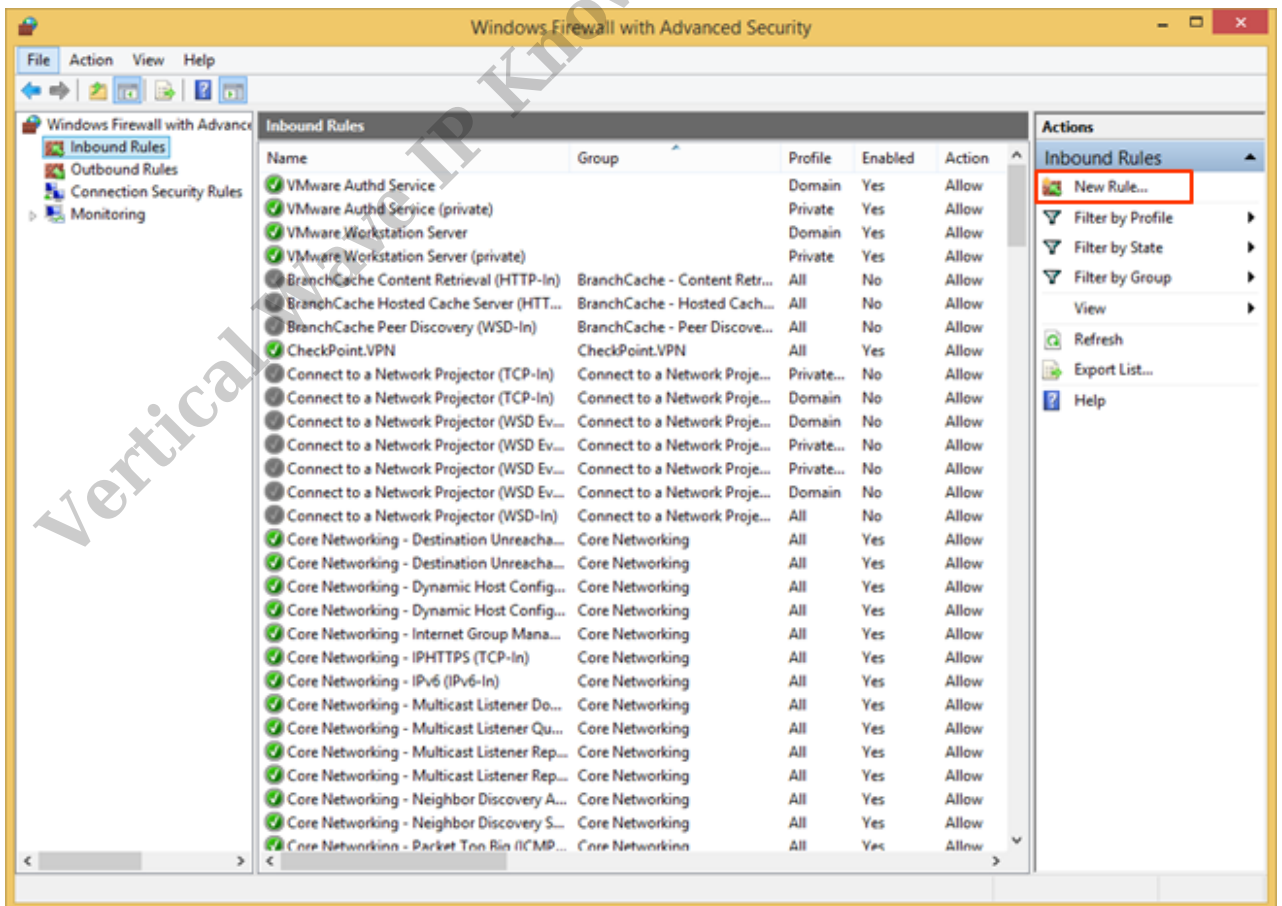 Windows Firewall with Advanced Security
File Action View Help
Windows Firewall with Advance
Inbound Rules
Outbound Rules
Connection Security Rules
Monitoring
Inbound Rules
Name Group Profile Enabled Action
VMware Authd Service Domain Yes Allow
VMware Authd Service (private) Private Yes Allow
VMware Workstation Server Domain Yes Allow
VMware Workstation Server (private) Private Yes Allow
BranchCache Content Retrieval (HTTP-In) BranchCache - Content Retr... All No Allow
BranchCache Hosted Cache Server (HTT... BranchCache - Hosted Cach... All No Allow
BranchCache Peer Discovery (WSD-In) BranchCache - Peer Discove... All No Allow
CheckPoint.VPN CheckPoint.VPN All Yes Allow
Connect to a Network Projector (TCP-In) Connect to a Network Proje... Private... No Allow
Connect to a Network Projector (TCP-In) Connect to a Network Proje... Domain No Allow
Connect to a Network Projector (WSD Ev... Connect to a Network Proje... Domain No Allow
Connect to a Network Projector (WSD Ev... Connect to a Network Proje... Private... No Allow
Connect to a Network Projector (WSD Ev... Connect to a Network Proje... Private... No Allow
Connect to a Network Projector (WSD Ev... Connect to a Network Proje... Domain No Allow
Connect to a Network Projector (WSD-In) Connect to a Network Proje... All No Allow
Core Networking - Destination Unreacha... Core Networking All Yes Allow
Core Networking - Destination Unreacha... Core Networking All Yes Allow
Core Networking - Dynamic Host Config... Core Networking All Yes Allow
Core Networking - Dynamic Host Config... Core Networking All Yes Allow
Core Networking - Internet Group Mana... Core Networking All Yes Allow
Core Networking - IPHTTPS (TCP-In) Core Networking All Yes Allow
Core Networking - IPv6 (IPv6-In) Core Networking All Yes Allow
Core Networking - Multicast Listener Do... Core Networking All Yes Allow
Core Networking - Multicast Listener Qu... Core Networking All Yes Allow
Core Networking - Multicast Listener Rep... Core Networking All Yes Allow
Core Networking - Multicast Listener Rep... Core Networking All Yes Allow
Core Networking - Neighbor Discovery A... Core Networking All Yes Allow
Core Networking - Neighbor Discovery S... Core Networking All Yes Allow
Core Networking - Packet Too Big (ICMP... Core Networking All Yes Allow
Actions
Inbound Rules
New Rule...
Filter by Profile
Filter by State
Filter by Group
View
Refresh
Export List...
Help
Vertical Wave IP Know